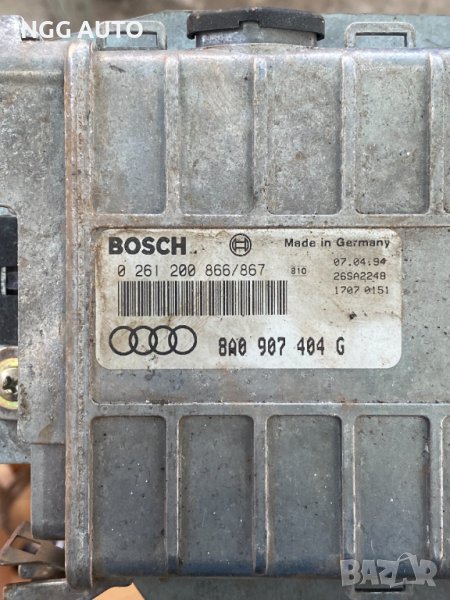 NGG AUTO
BOSCH
Made in Germany
0 261 200 866/867
810
07.04.94
26SA2248
1707 0151
8A0 907 404 G
BAZAR